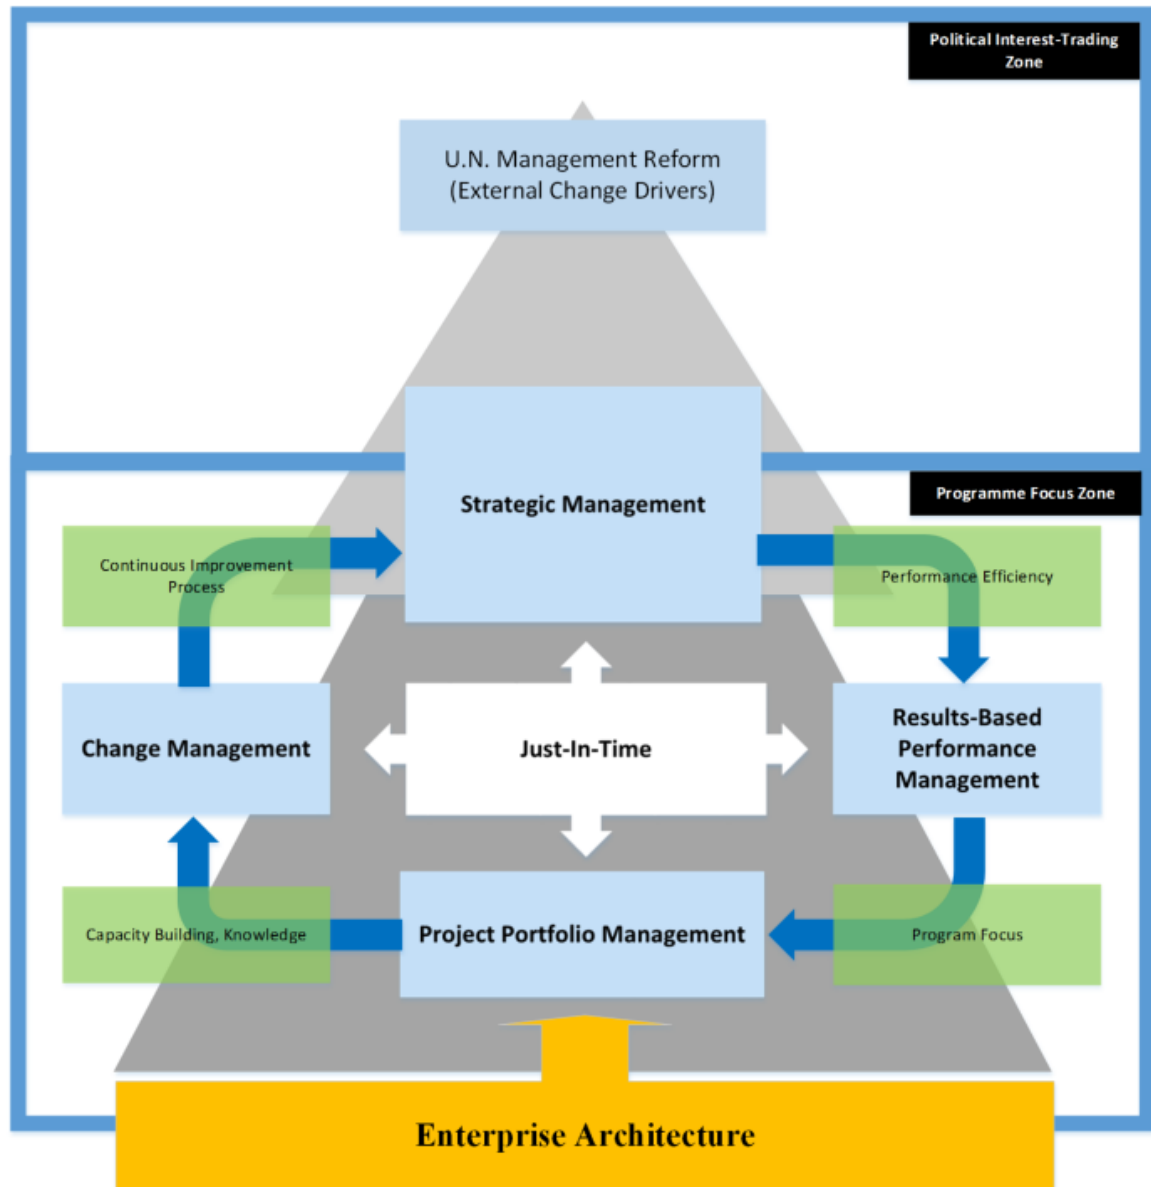 Political Interest-Trading
Zone
U.N. Management Reform
(External Change Drivers)
Programme Focus Zone
Strategic Management
Continuous Improvement
Process
Performance Efficiency
Change Management
Just-In-Time
Results-Based
Performance
Management
Capacity Building, Knowledge
Project Portfolio Management
Program Focus
Enterprise Architecture